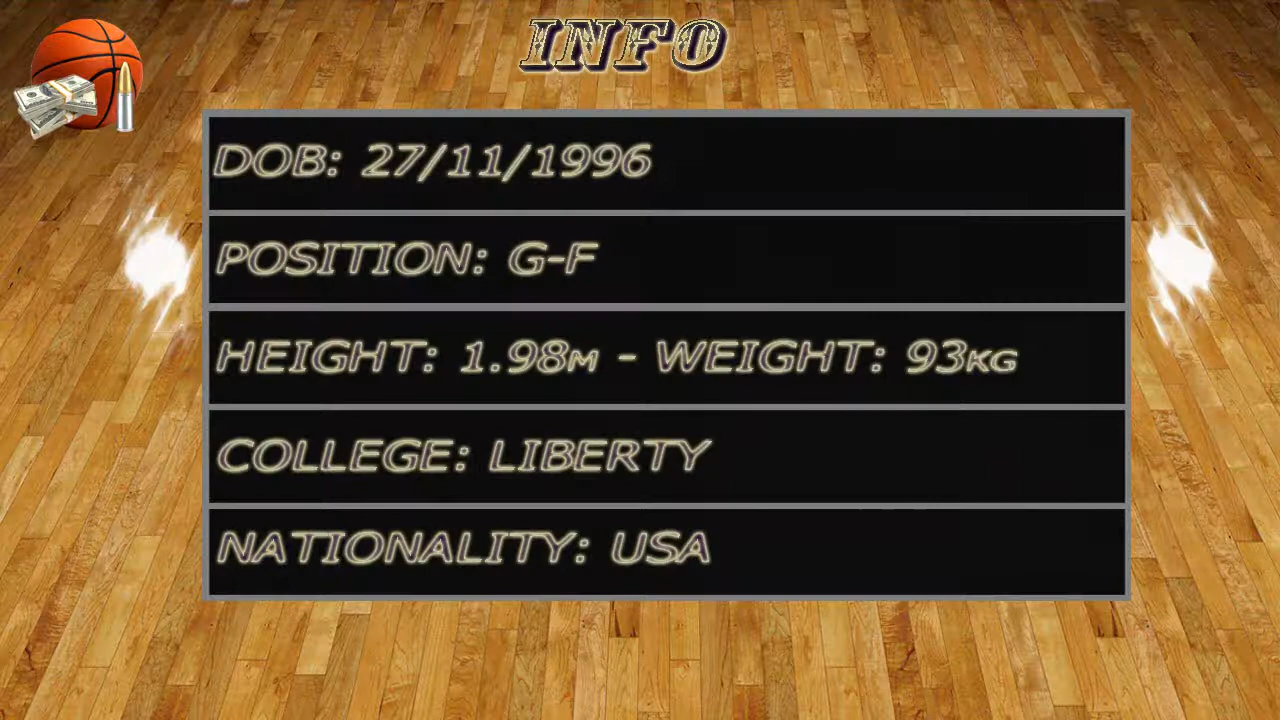 INFO
DOB: 27/11/1996
POSITION: G-F
HEIGHT: 1.98M - WEIGHT: 93KG
COLLEGE: LIBERTY
NATIONALITY: USA